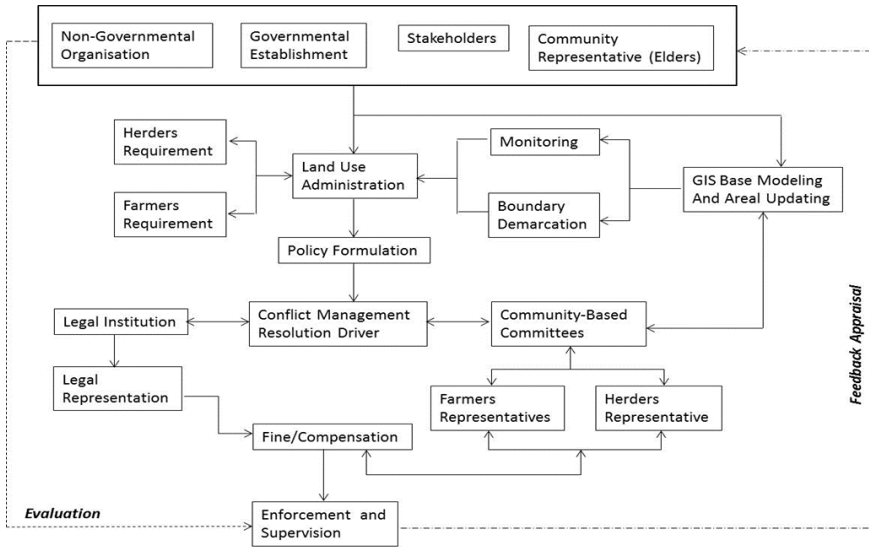 Non-Governmental
Organisation
Governmental
Establishment
Stakeholders
Community
Representative (Elders)
Herders
Requirement
Farmers
Requirement
Land Use
Administration
Monitoring
Boundary
Demarcation
GIS Base Modeling
And Areal Updating
Policy Formulation
Legal Institution
Conflict Management
Resolution Driver
Community-Based
Committees
Legal
Representation
Farmers
Representatives
Herders
Representative
Fine/Compensation
Enforcement and
Supervision
Evaluation
Feedback Appraisal